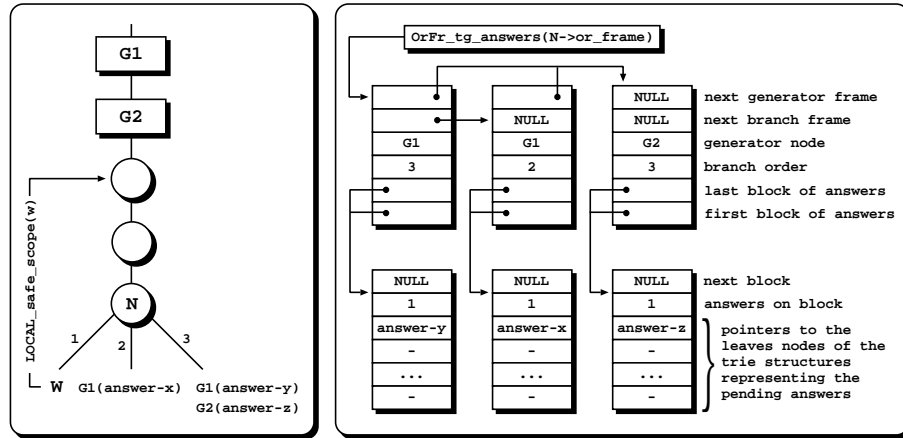 G1
G2
LOCAL_safe_scope(w)
N
1
2
3
W
G1(answer-x)
G1(answer-y)
G2(answer-z)
OrFr_tg_answers(N->or_frame)
NULL next generator frame
NULL NULL next branch frame
G1 G1 G2 generator node
3 2 3 branch order
last block of answers
first block of answers
NULL NULL NULL next block
1 1 1 answers on block
answer-y answer-x answer-z pointers to the
- - - leaves nodes of the
trie structures
... ... ... representing the
- - - pending answers